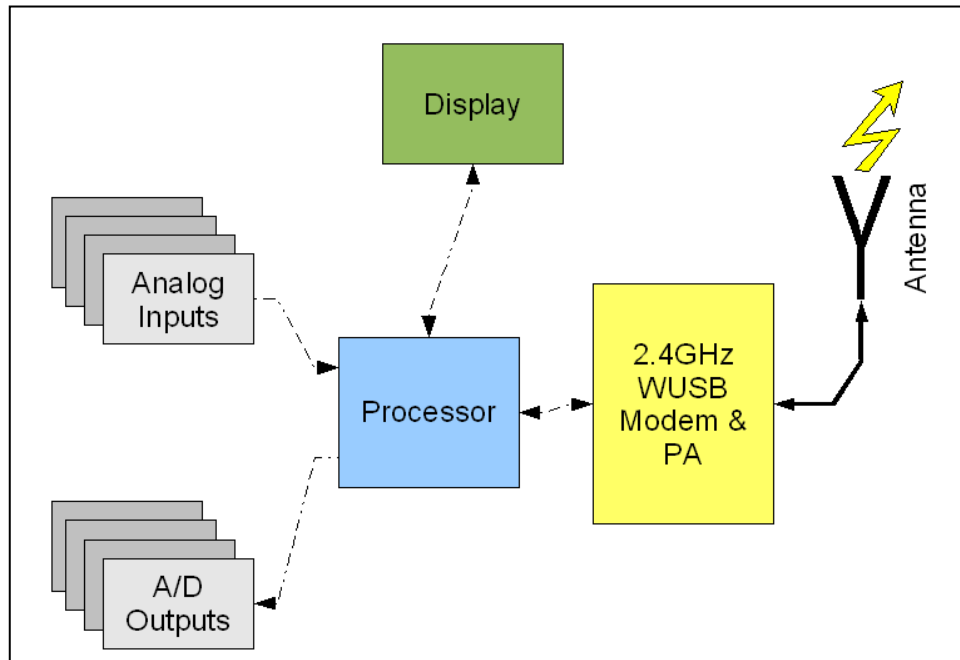 Display
Antenna
Analog
Inputs
2.4GHz
WUSB
Modem &
PA
Processor
A/D
Outputs